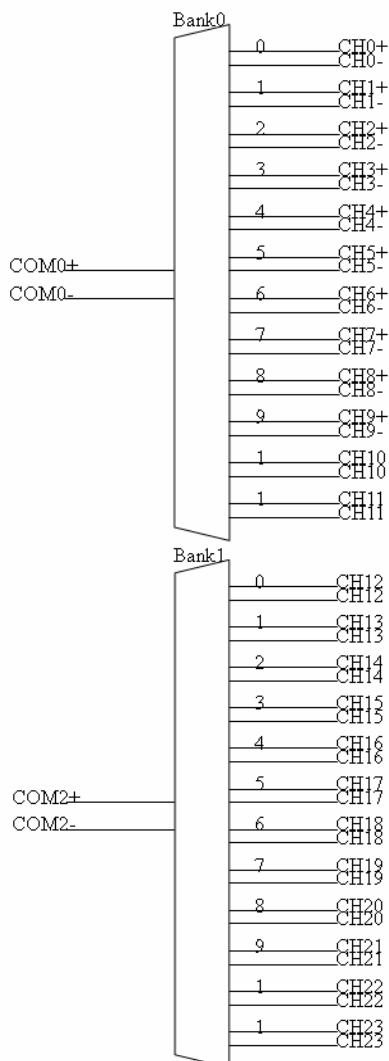 Bank0
0 CH0+
CH0-
1 CH1+
CH1-
2 CH2+
CH2-
3 CH3+
CH3-
4 CH4+
CH4-
5 CH5+
COM0+ CH5-
COM0- 6 CH6+
CH6-
7 CH7+
CH7-
8 CH8+
CH8-
9 CH9+
CH9-
1 CH10
CH10
1 CH11
CH11
Bank1
0 CH12
CH12
1 CH13
CH13
2 CH14
CH14
3 CH15
CH15
4 CH16
CH16
5 CH17
COM2+ CH17
COM2- 6 CH18
CH18
7 CH19
CH19
8 CH20
CH20
9 CH21
CH21
1 CH22
CH22
1 CH23
CH23